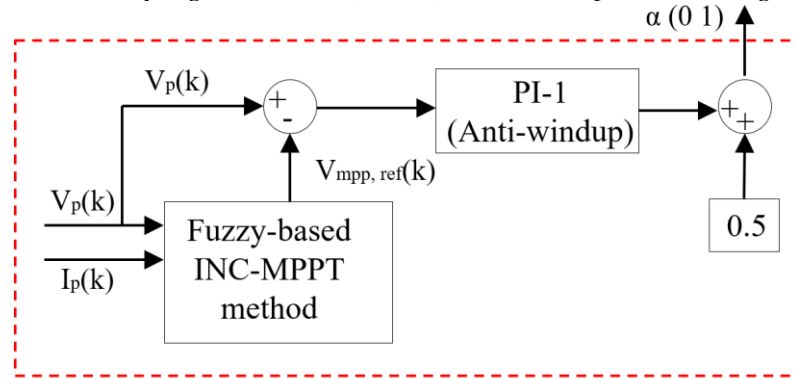 α (0 1)
Vp(k)
+
-
PI-1
(Anti-windup)
+
+
Vmpp, ref(k)
Vp(k)
Ip(k)
Fuzzy-based
INC-MPPT
method
0.5